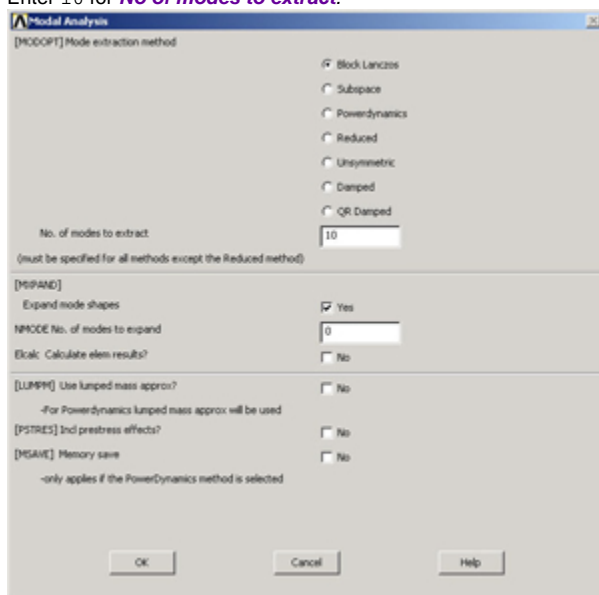 Enter 10 for No of modes to extract.
Modal Analysis
[MODOPT] Mode extraction method
Block Lanczos
Subspace
Powerdynamics
Reduced
Unsymmetric
Damped
QR Damped
No. of modes to extract 10
(must be specified for all methods except the Reduced method)
[MXPAND]
Expand mode shapes Yes
NMODE No. of modes to expand 0
Elcalc Calculate elem results? No
[LUMPM] Use lumped mass approx? No
-For Powerdynamics lumped mass approx will be used
[PSTRES] Incl prestress effects? No
[MSAVE] Memory save No
-only applies if the PowerDynamics method is selected
OK Cancel Help